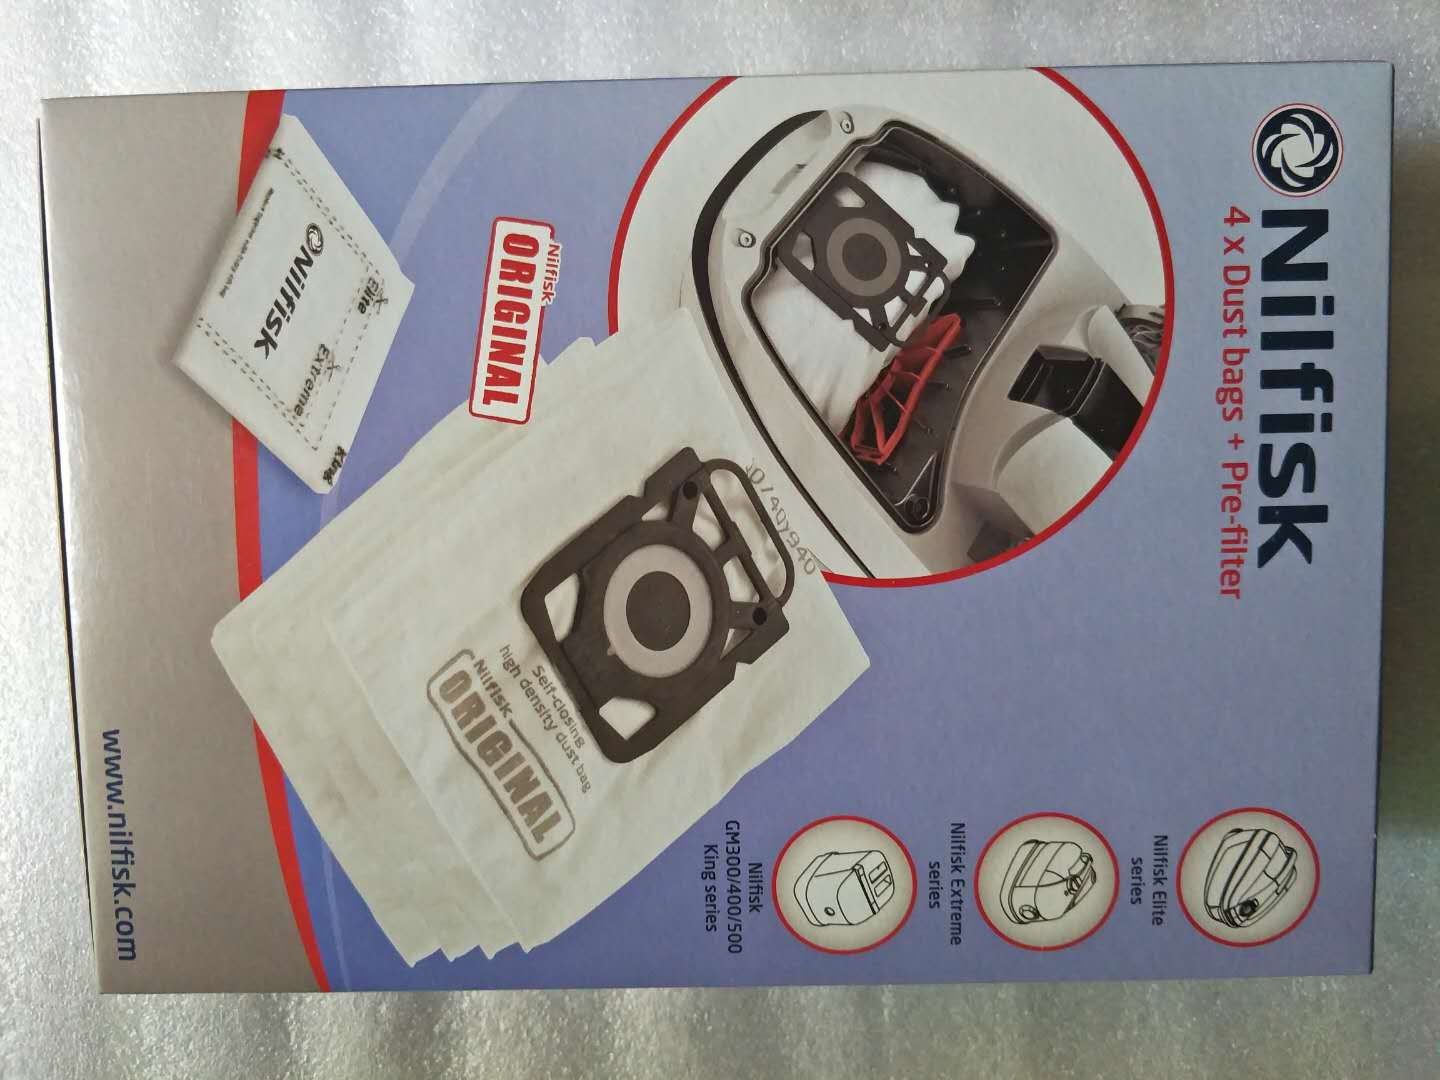 Nilfisk
4 x Dust bags + Pre-filter
Nilfisk Elite
series
Nilfisk Extreme
series
Nilfisk
GM300/400/500
King series
Nilfisk
ORIGINAL
Self-closing
high density dust bag
Nilfisk
ORIGINAL
Elite
Extreme
King
Nilfisk
www.nilfisk.com